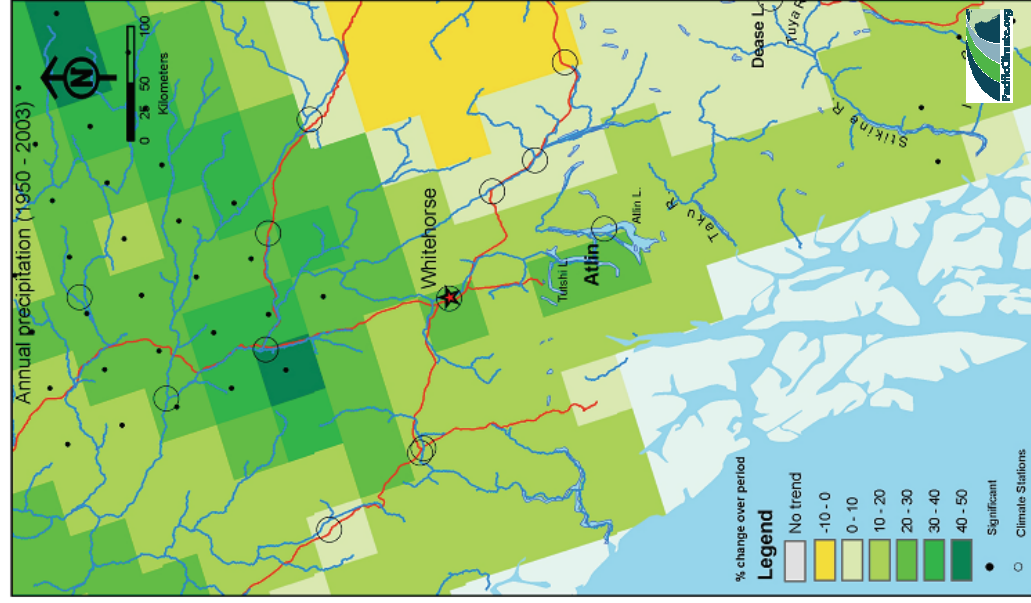 Annual precipitation (1950 - 2003)
N
0 25 50 100
Kilometers
Whitehorse
Tutshi L.
Atlin
Atlin L.
Taku R.
Dease L.
Tuya R.
Stikine R.
% change over period
Legend
No trend
-10 - 0
0 - 10
10 - 20
20 - 30
30 - 40
40 - 50
Significant
Climate Stations
PacificClimate.org